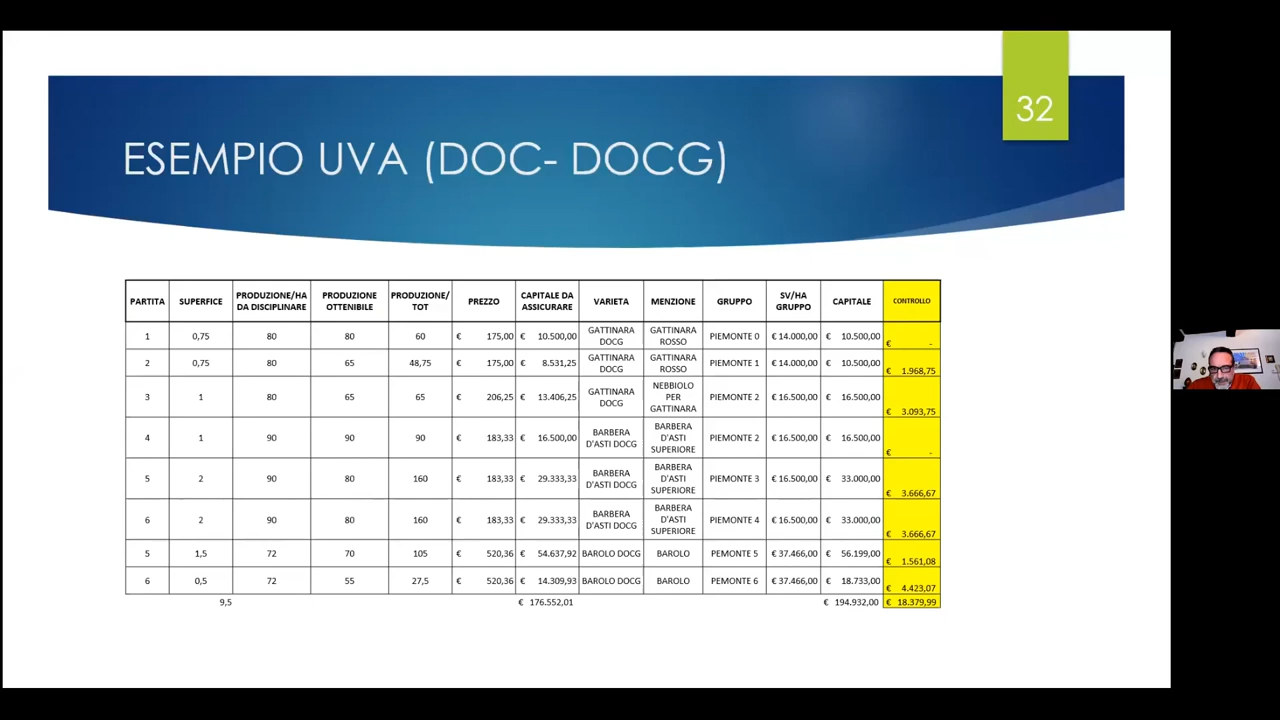 32
ESEMPIO UVA (DOC- DOCG)
PARTITA SUPERFICE PRODUZIONE/HA DA DISCIPLINARE PRODUZIONE OTTENIBILE PRODUZIONE/ TOT PREZZO CAPITALE DA ASSICURARE VARIETA MENZIONE GRUPPO SV/HA GRUPPO CAPITALE CONTROLLO
1 0,75 80 80 60 € 175,00 € 10.500,00 GATTINARA DOCG GATTINARA ROSSO PIEMONTE 0 € 14.000,00 € 10.500,00 € -
2 0,75 80 65 48,75 € 175,00 € 8.531,25 GATTINARA DOCG GATTINARA ROSSO PIEMONTE 1 € 14.000,00 € 10.500,00 € 1.968,75
3 1 80 65 65 € 206,25 € 13.406,25 GATTINARA DOCG NEBBIOLO PER GATTINARA PIEMONTE 2 € 16.500,00 € 16.500,00 € 3.093,75
4 1 90 90 90 € 183,33 € 16.500,00 BARBERA D'ASTI DOCG BARBERA D'ASTI SUPERIORE PIEMONTE 2 € 16.500,00 € 16.500,00 € -
5 2 90 80 160 € 183,33 € 29.333,33 BARBERA D'ASTI DOCG BARBERA D'ASTI SUPERIORE PIEMONTE 3 € 16.500,00 € 33.000,00 € 3.666,67
6 2 90 80 160 € 183,33 € 29.333,33 BARBERA D'ASTI DOCG BARBERA D'ASTI SUPERIORE PIEMONTE 4 € 16.500,00 € 33.000,00 € 3.666,67
5 1,5 72 70 105 € 520,36 € 54.637,92 BAROLO DOCG BAROLO PEMONTE 5 € 37.466,00 € 56.199,00 € 1.561,08
6 0,5 72 55 27,5 € 520,36 € 14.309,93 BAROLO DOCG BAROLO PEMONTE 6 € 37.466,00 € 18.733,00 € 4.423,07
9,5 € 176.552,01 € 194.932,00 € 18.379,99